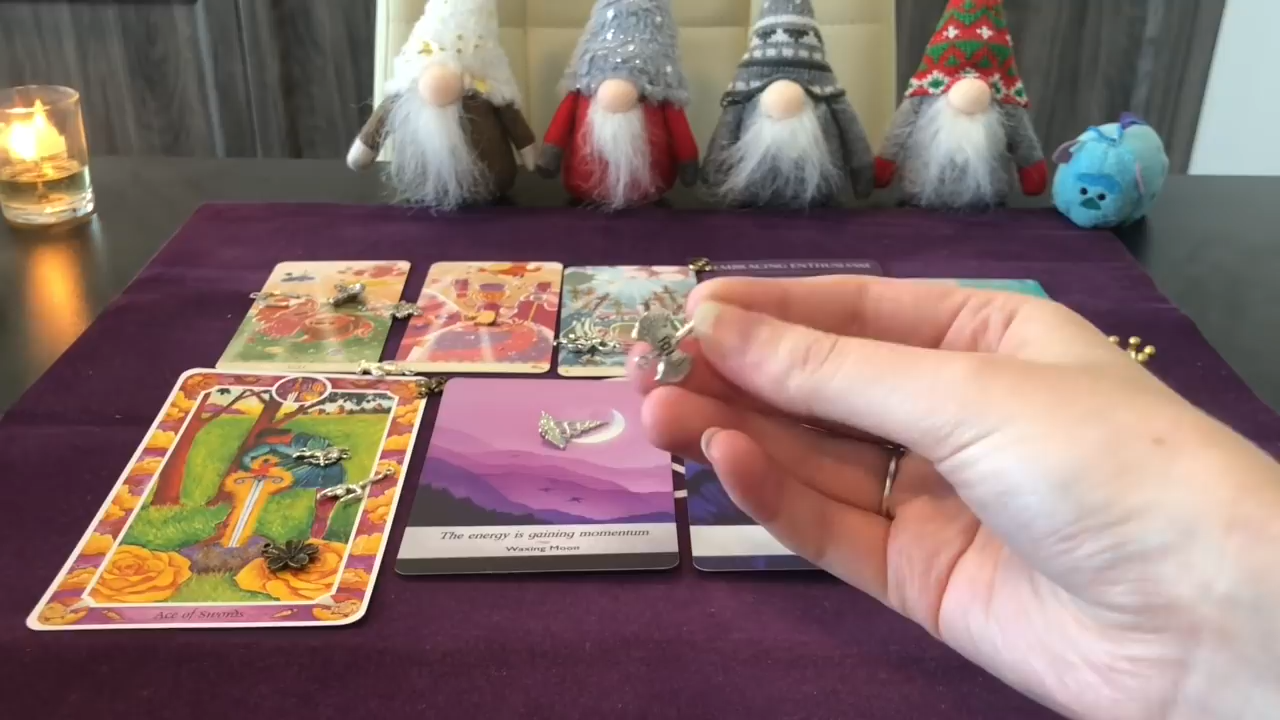 EMBRACING ENTHUSIASM
The energy is gaining momentum
Waxing Moon
Ace of Swords